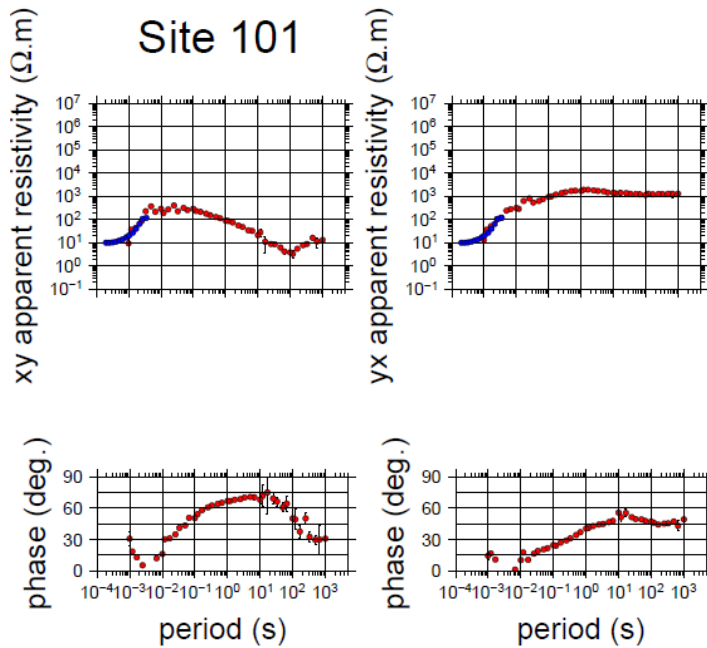 Site 101
xy apparent resistivity (Ω.m)
10⁷
10⁶
10⁵
10⁴
10³
10²
10¹
10⁰
10⁻¹
yx apparent resistivity (Ω.m)
10⁷
10⁶
10⁵
10⁴
10³
10²
10¹
10⁰
10⁻¹
phase (deg.)
90
60
30
0
10⁻⁴ 10⁻³ 10⁻² 10⁻¹ 10⁰ 10¹ 10² 10³
period (s)
phase (deg.)
90
60
30
0
10⁻⁴ 10⁻³ 10⁻² 10⁻¹ 10⁰ 10¹ 10² 10³
period (s)